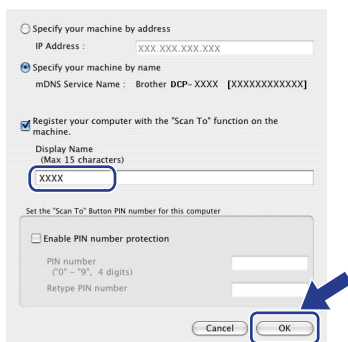 Specify your machine by address
IP Address : XXX.XXX.XXX.XXX
Specify your machine by name
mDNS Service Name : Brother DCP-XXXX [XXXXXXXXXXXX]
Register your computer with the "Scan To" function on the
machine.
Display Name
(Max 15 characters)
XXXX
Set the "Scan To" Button PIN number for this computer
Enable PIN number protection
PIN number
("0" - "9", 4 digits)
Retype PIN number
Cancel OK